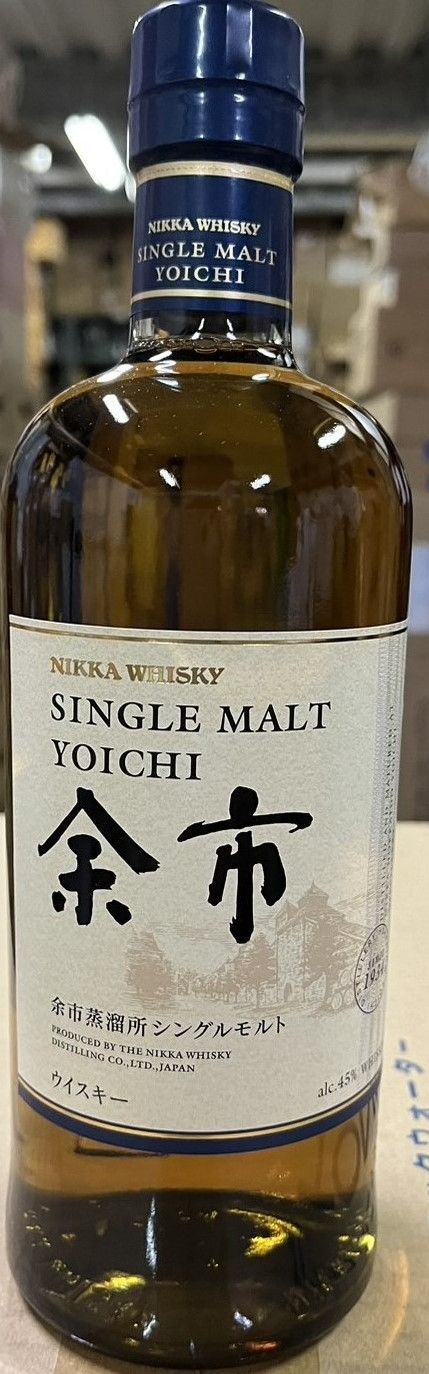 NIKKA WHISKY
SINGLE MALT
YOICHI
NIKKA WHISKY
SINGLE MALT
YOICHI
余市
余市蒸溜所シングルモルト
PRODUCED BY THE NIKKA WHISKY
DISTILLING CO.,LTD.,JAPAN
ウイスキー
alc.45%
SINCE
1934